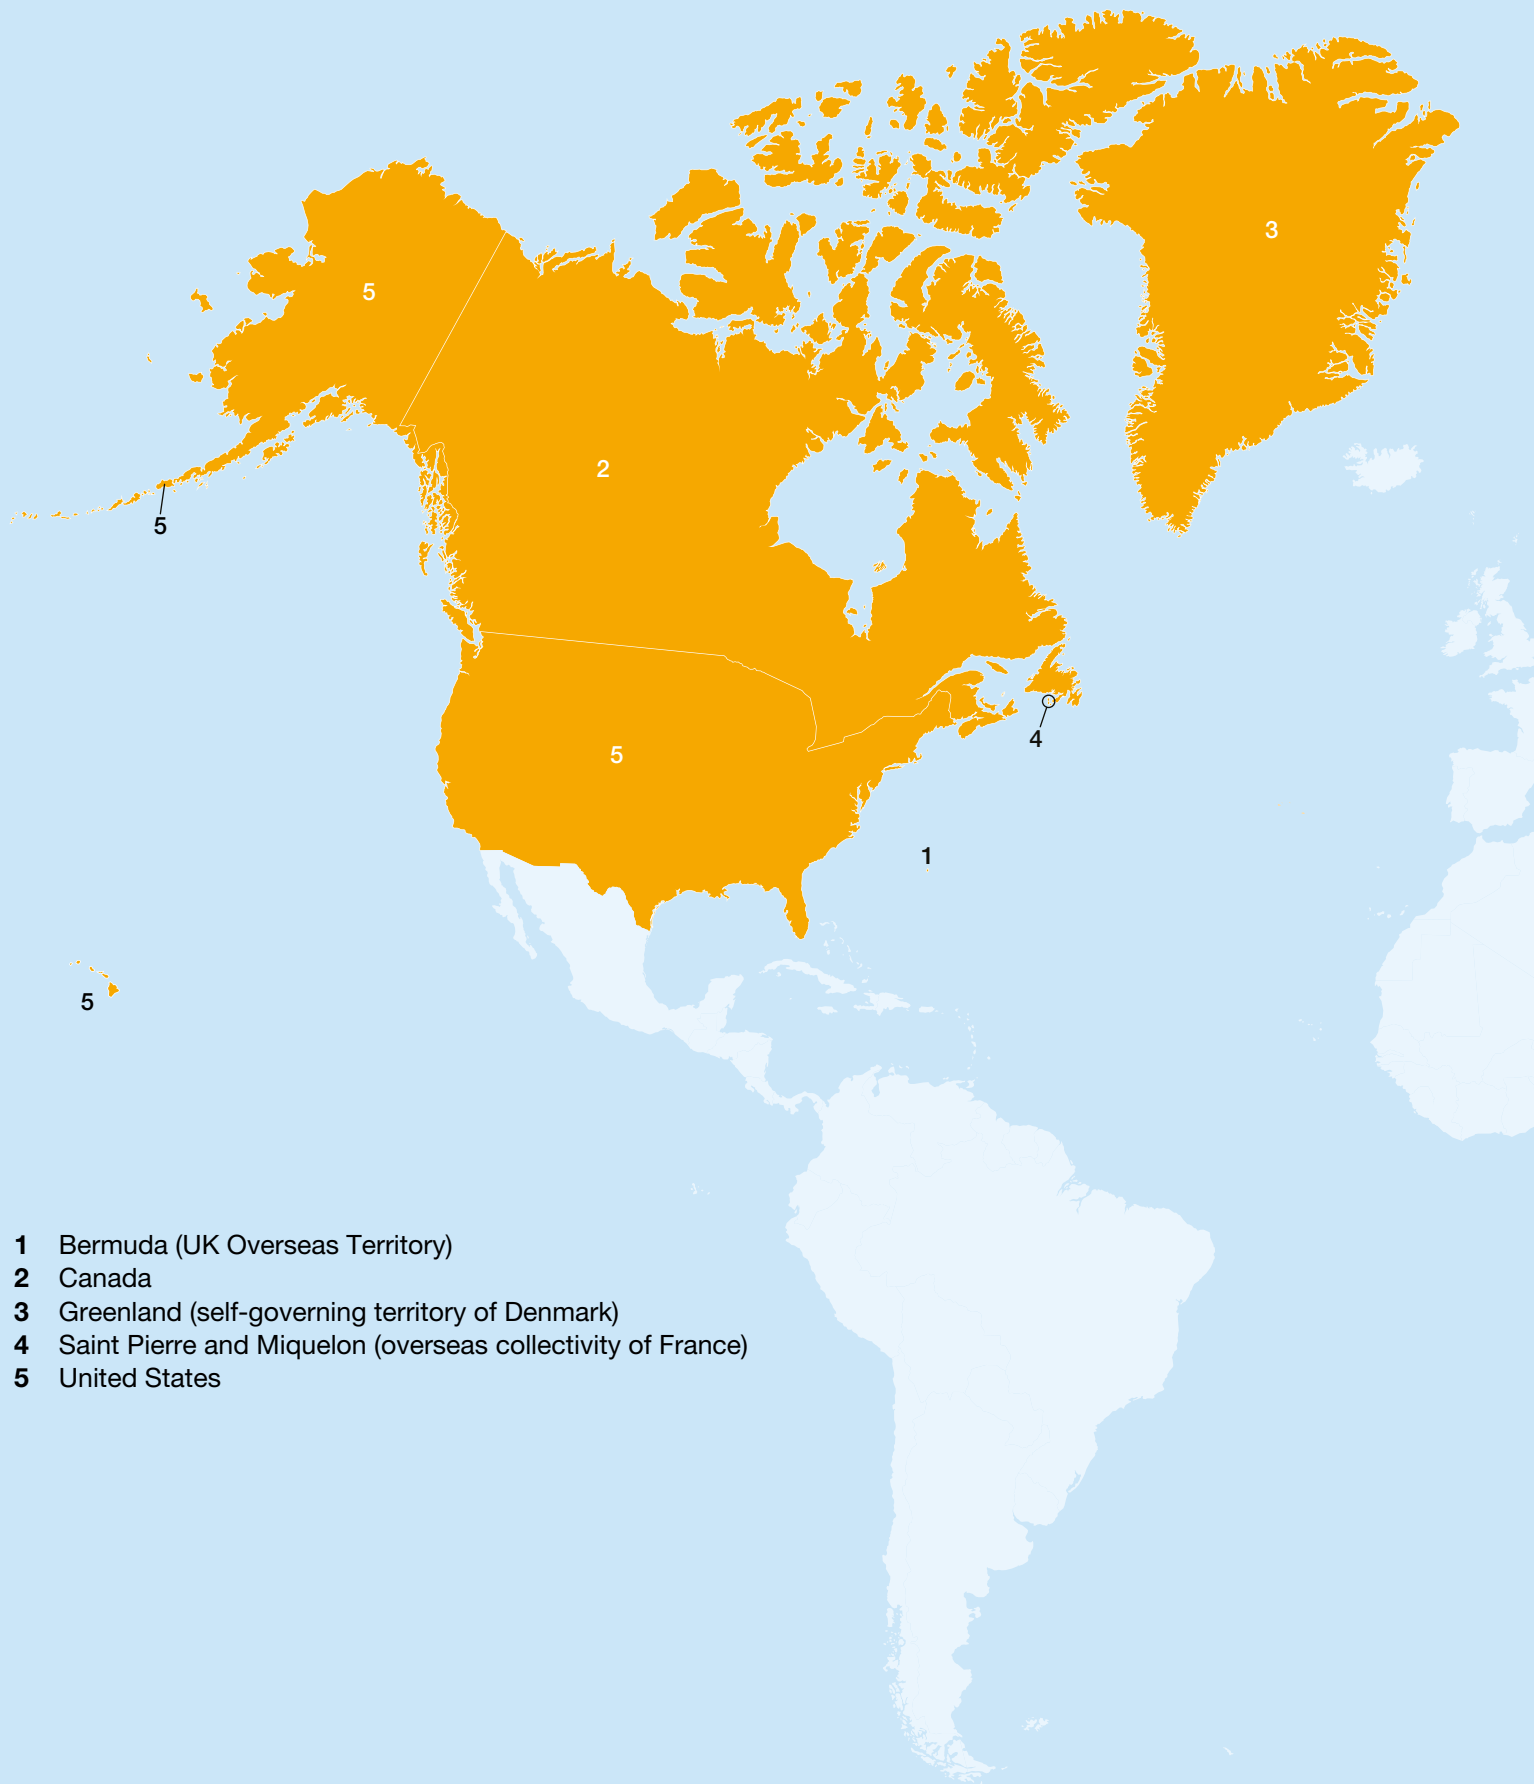 3
5
2
5
4
5
1
5
1 Bermuda (UK Overseas Territory)
2 Canada
3 Greenland (self-governing territory of Denmark)
4 Saint Pierre and Miquelon (overseas collectivity of France)
5 United States